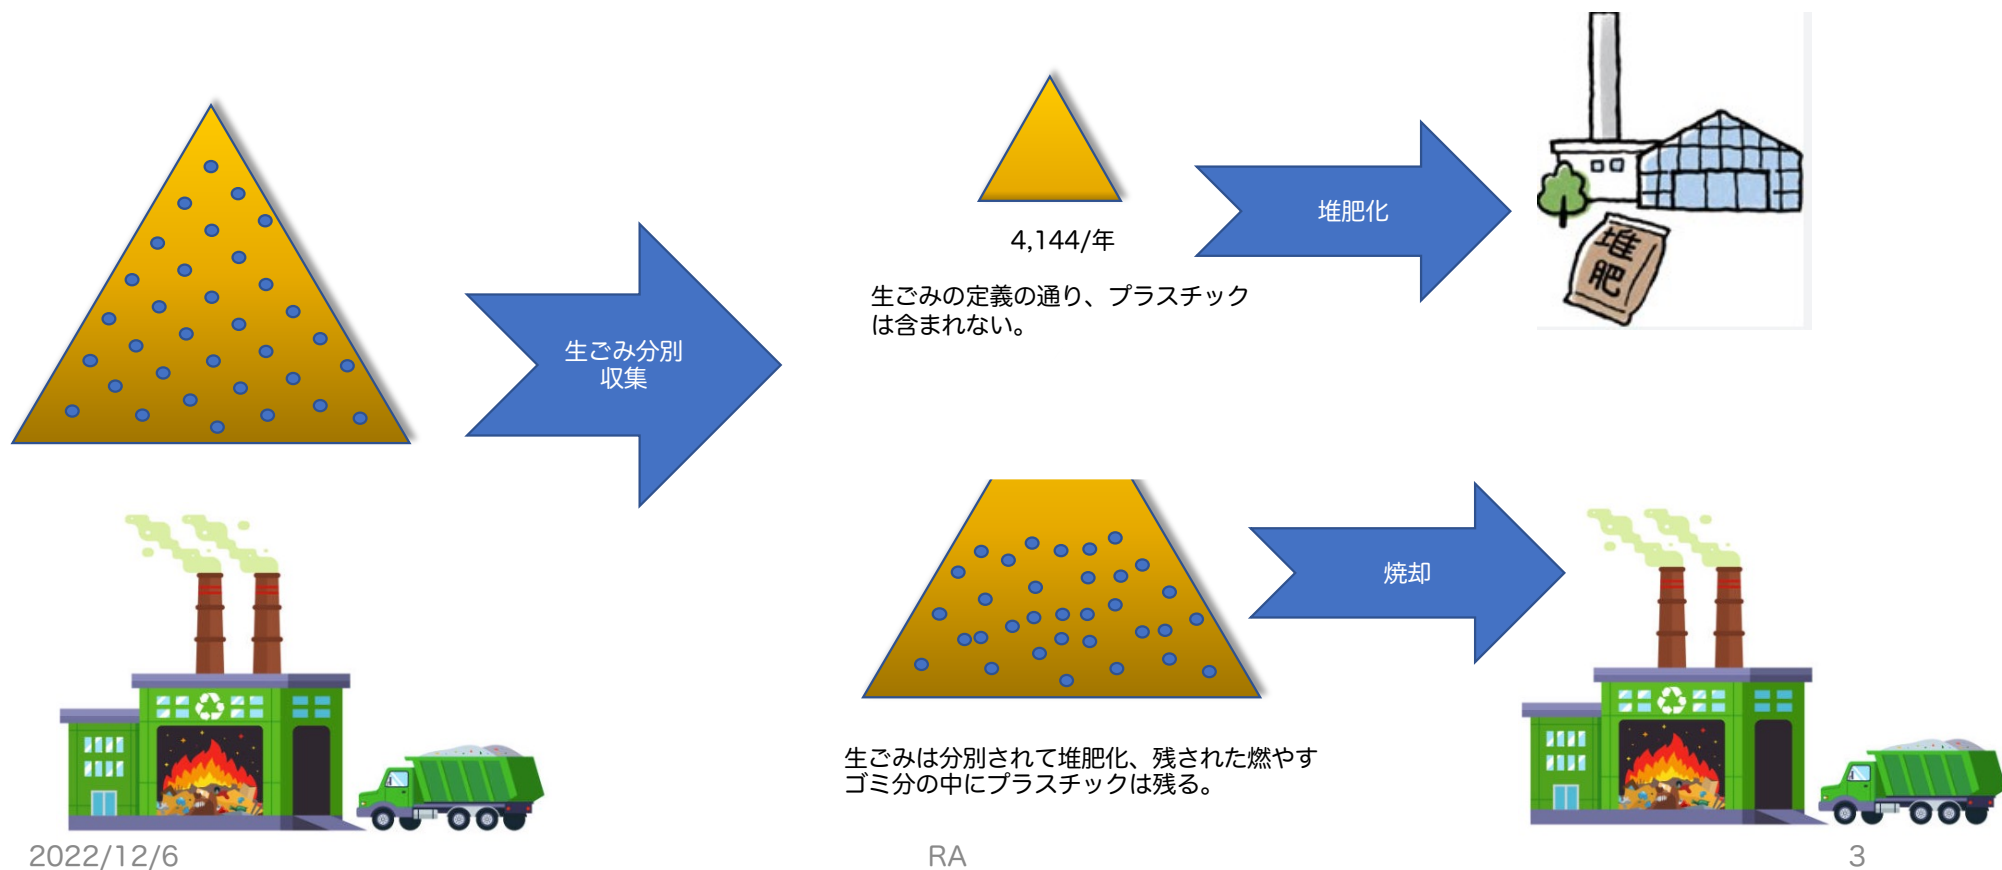 生ごみ分別
収集
4,144/年
生ごみの定義の通り、プラスチック
は含まれない。
堆肥化
堆
肥
焼却
生ごみは分別されて堆肥化、残された燃やす
ゴミ分の中にプラスチックは残る。
2022/12/6
RA
3